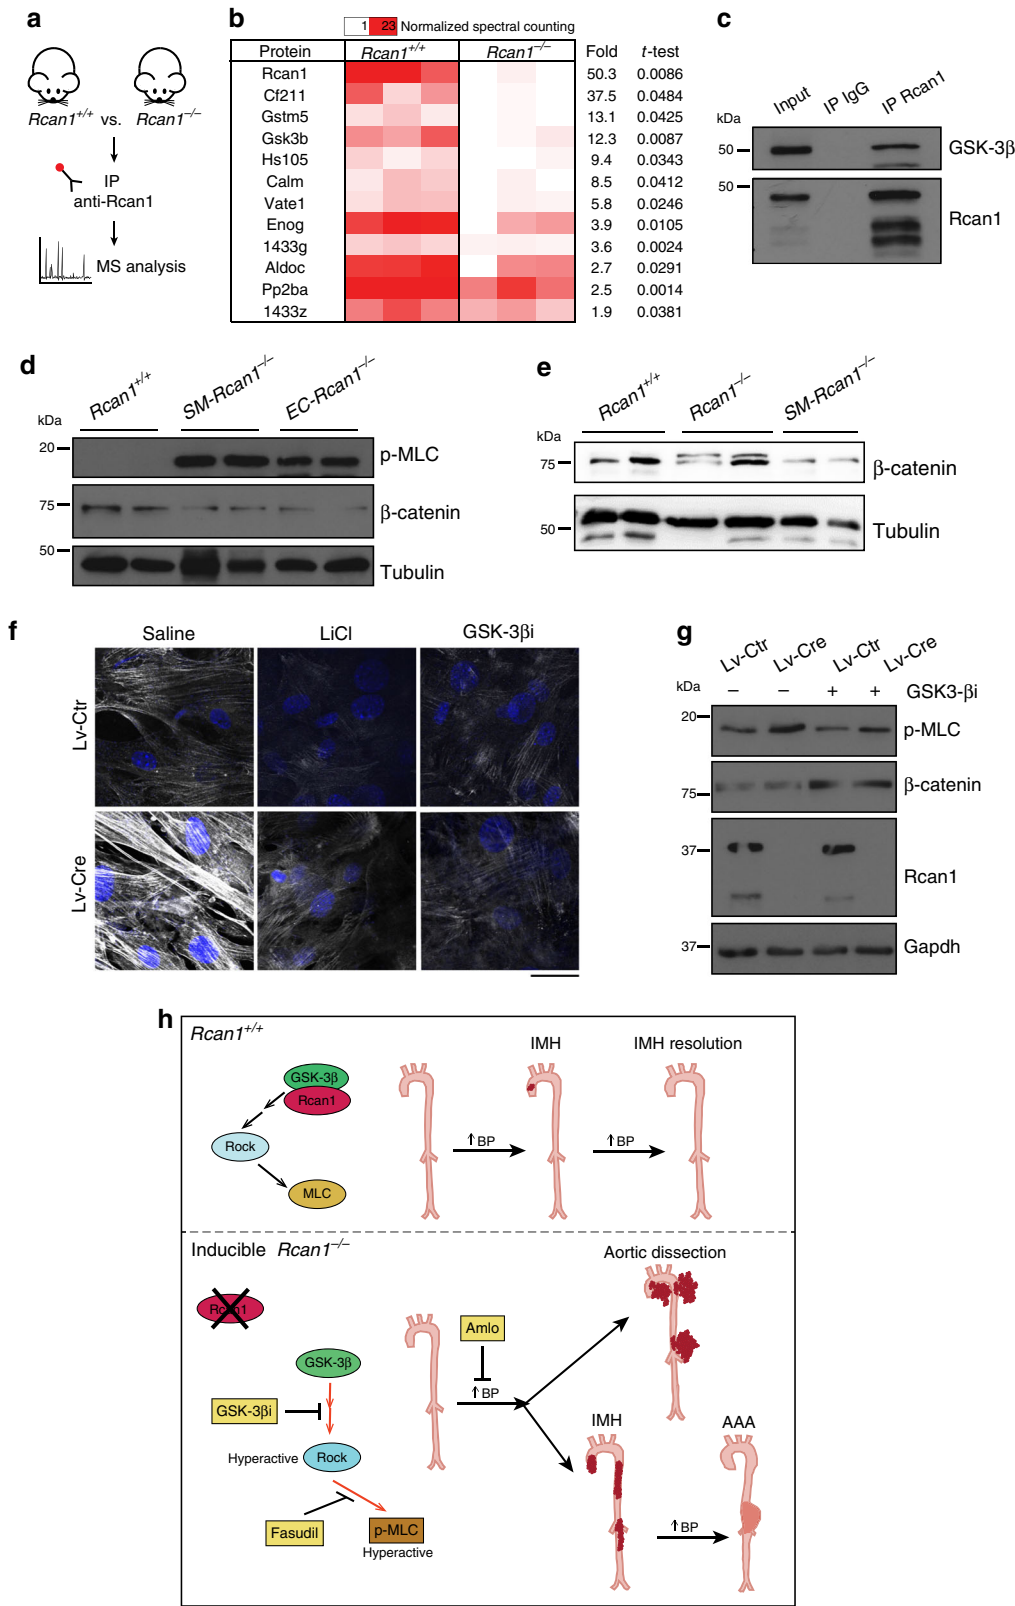 a
Rcan1+/+ vs. Rcan1−/−
IP
anti-Rcan1
MS analysis
b
1 23 Normalized spectral counting
Protein Rcan1+/+ Rcan1−/− Fold t-test
Rcan1 50.3 0.0086
Cf211 37.5 0.0484
Gstm5 13.1 0.0425
Gsk3b 12.3 0.0087
Hs105 9.4 0.0343
Calm 8.5 0.0412
Vate1 5.8 0.0246
Enog 3.9 0.0105
1433g 3.6 0.0024
Aldoc 2.7 0.0291
Pp2ba 2.5 0.0014
1433z 1.9 0.0381
c
Input IP IgG IP Rcan1
kDa
50 GSK-3β
50 Rcan1
d
Rcan1+/+ SM-Rcan1−/− EC-Rcan1−/−
kDa
20 p-MLC
75 β-catenin
50 Tubulin
e
Rcan1+/+ Rcan1−/− SM-Rcan1−/−
kDa
75 β-catenin
50 Tubulin
f
Saline LiCl GSK-3βi
Lv-Ctr
Lv-Cre
g
Lv-Ctr Lv-Cre Lv-Ctr Lv-Cre
kDa − − + + GSK3-βi
20 p-MLC
75 β-catenin
37 Rcan1
37 Gapdh
h
Rcan1+/+
GSK-3β
Rcan1
Rock
MLC
IMH IMH resolution
↑ BP ↑ BP
Inducible Rcan1−/−
Rcan1
GSK-3β
GSK-3βi
Hyperactive Rock
Fasudil p-MLC
Hyperactive
Amlo
↑ BP
Aortic dissection
IMH AAA
↑ BP